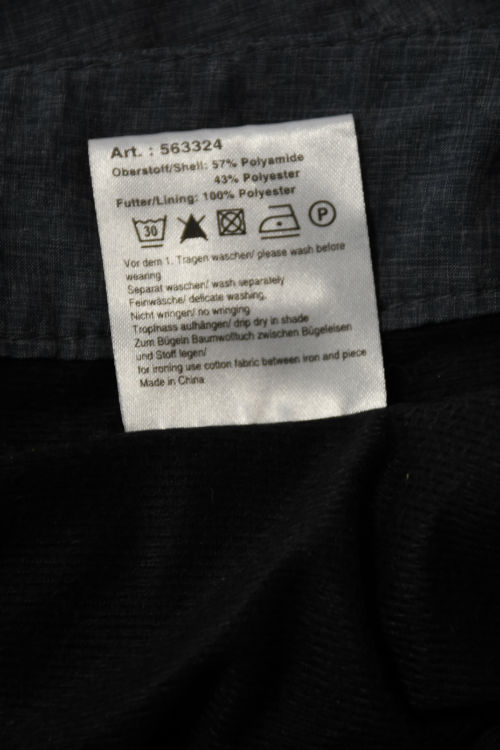 Art. : 563324
Oberstoff/Shell: 57% Polyamide
43% Polyester
Futter/Lining: 100% Polyester
30 P
Vor dem 1. Tragen waschen/ please wash before
wearing
Separat waschen/ wash separately
Feinwäsche/ delicate washing,
Nicht wringen/ no wringing
Tropfnass aufhängen/ drip dry in shade
Zum Bügeln Baumwolltuch zwischen Bügeleisen
und Stoff legen/
for ironing use cotton fabric between iron and piece
Made in China